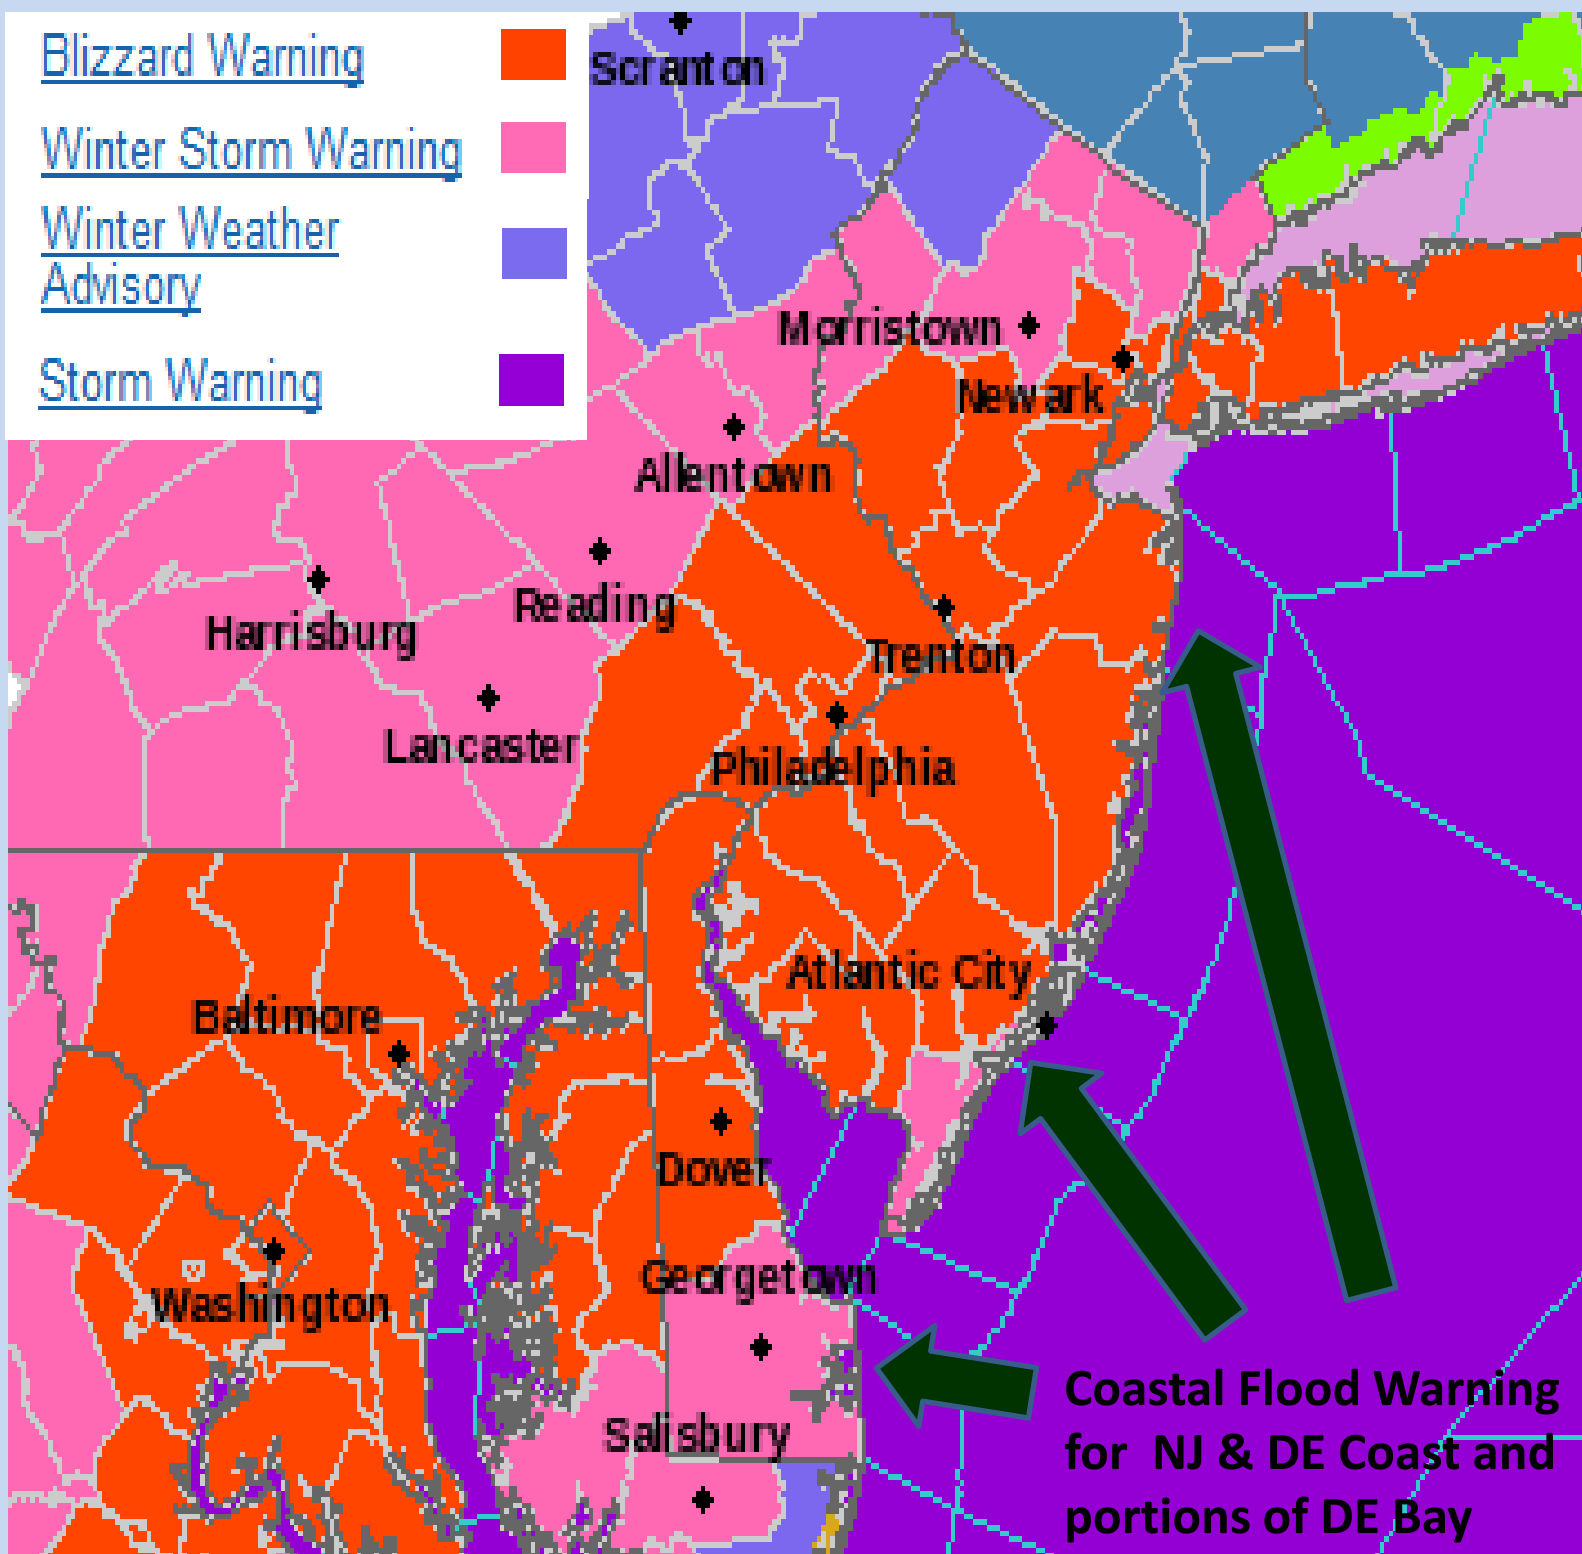 Blizzard Warning
Winter Storm Warning
Winter Weather
Advisory
Storm Warning
Scranton
Morristown
Newark
Allentown
Reading
Harrisburg
Trenton
Lancaster
Philadelphia
Atlantic City
Baltimore
Dover
Georgetown
Washington
Salisbury
Coastal Flood Warning
for NJ & DE Coast and
portions of DE Bay